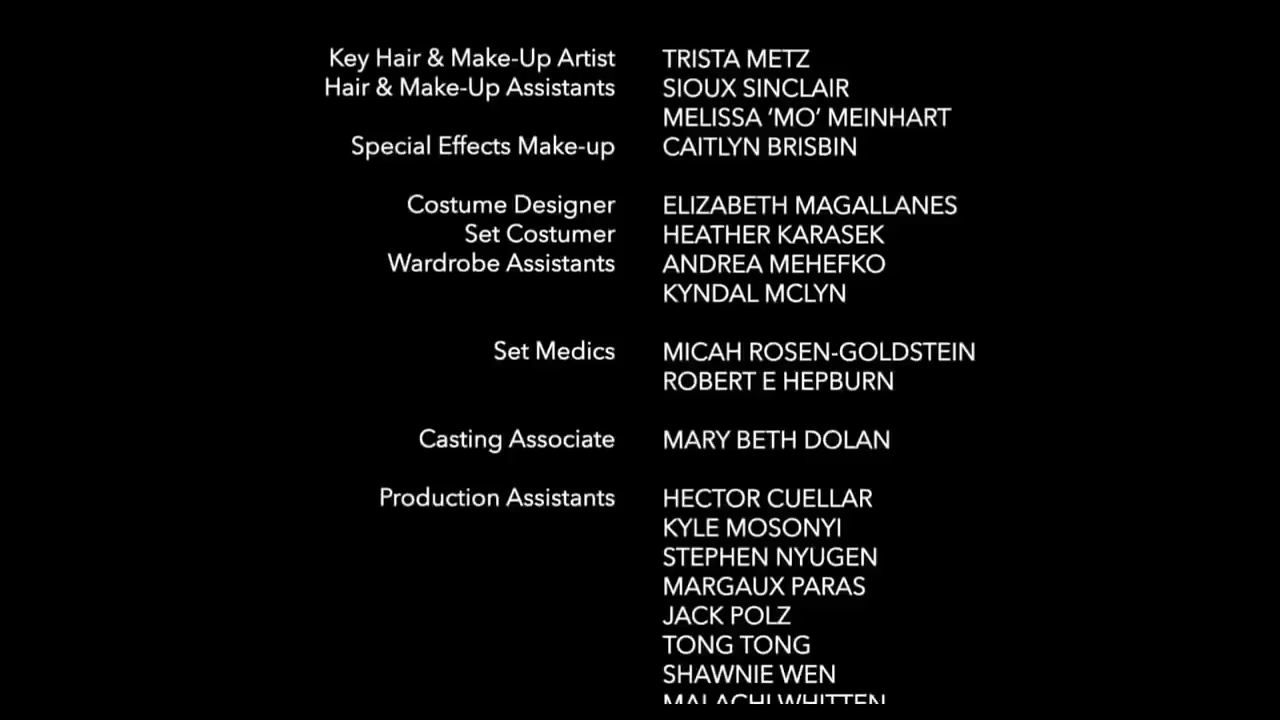 Key Hair & Make-Up Artist TRISTA METZ
Hair & Make-Up Assistants SIOUX SINCLAIR
MELISSA ‘MO’ MEINHART
Special Effects Make-up CAITLYN BRISBIN
Costume Designer ELIZABETH MAGALLANES
Set Costumer HEATHER KARASEK
Wardrobe Assistants ANDREA MEHEFKO
KYNDAL MCLYN
Set Medics MICAH ROSEN-GOLDSTEIN
ROBERT E HEPBURN
Casting Associate MARY BETH DOLAN
Production Assistants HECTOR CUELLAR
KYLE MOSONYI
STEPHEN NYUGEN
MARGAUX PARAS
JACK POLZ
TONG TONG
SHAWNIE WEN
MALACHI WHITTEN